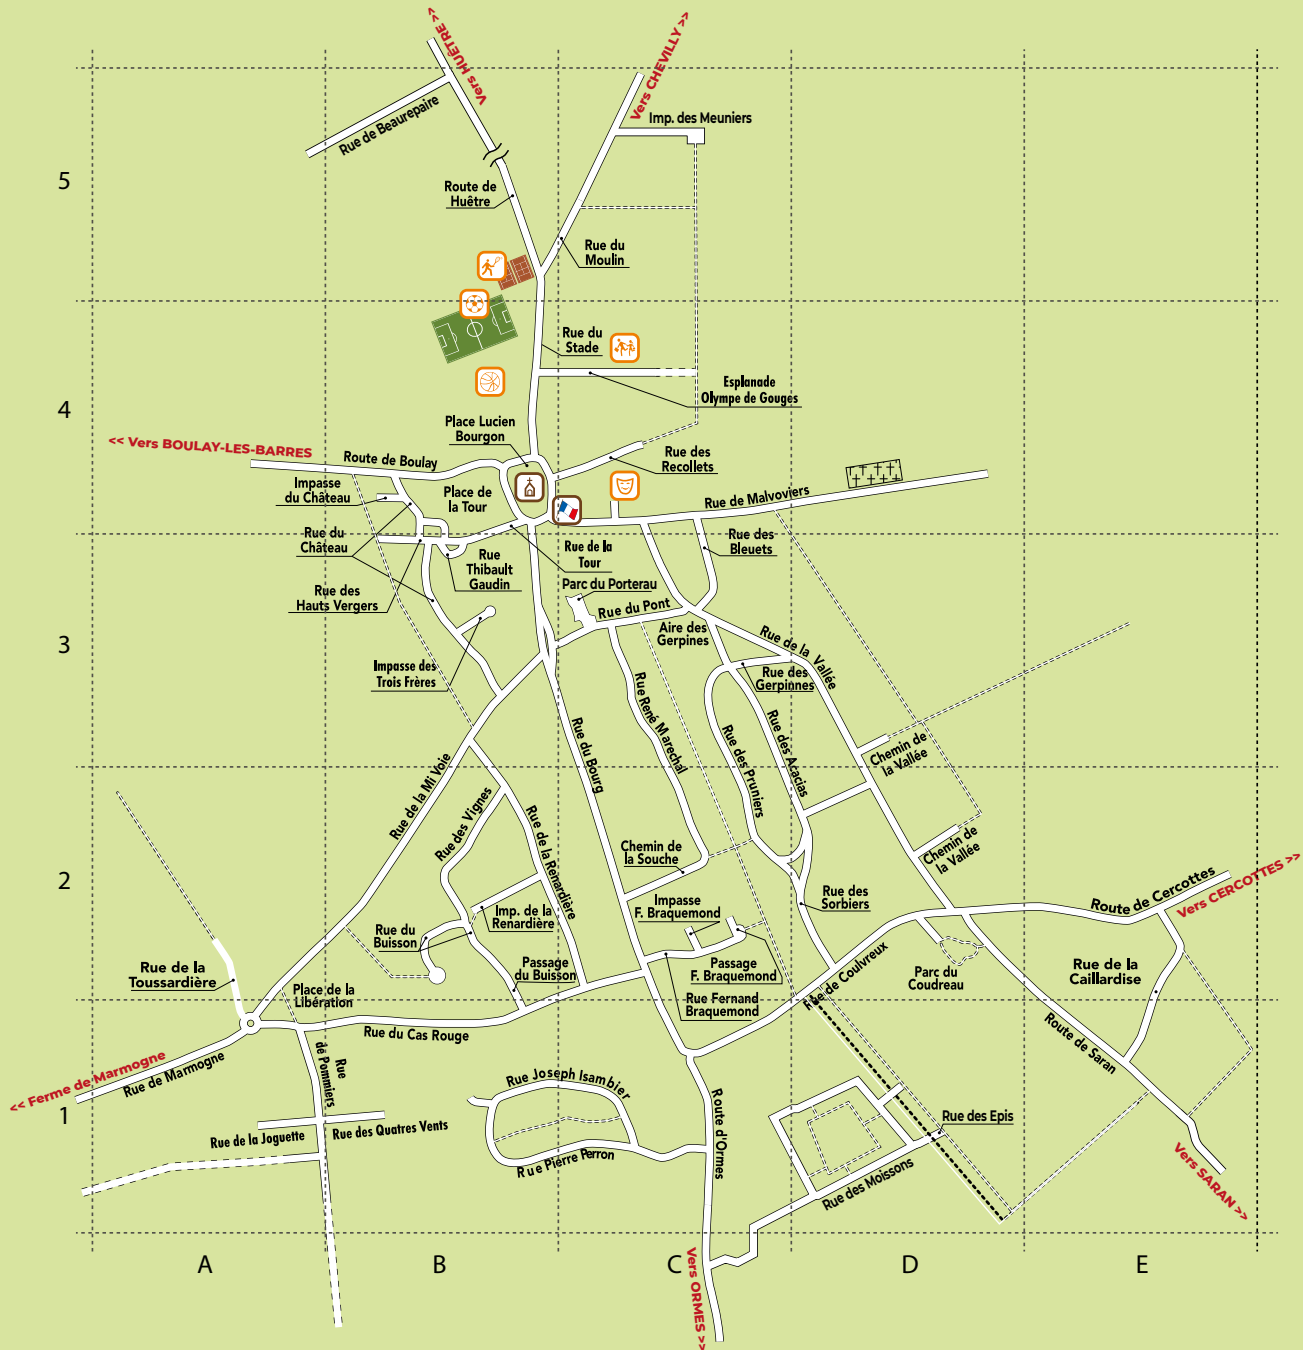 << Vers HUÊTRE
Vers CHEVILLY >>
Rue de Beaurepaire
Imp. des Meuniers
5
Route de
Huêtre
Rue du
Moulin
Rue du
Stade
Esplanade
Olympe de Gouges
4
Place Lucien
Bourgon
<< Vers BOULAY-LES-BARRES
Route de Boulay
Rue des
Recollets
Impasse
du Château
Place de
la Tour
Rue de Malvoviers
Rue du
Château
Rue des
Bleuets
Rue de la
Tour
Rue
Thibault
Gaudin
Rue des
Hauts Vergers
Parc du Porterau
Rue du Pont
Aire des
Gerpines
Rue de la Vallée
3
Impasse des
Trois Frères
Rue des
Gerpinnes
Rue René Marechal
Rue du Bourg
Rue des Pruniers
Rue des Acacias
Chemin de
la Vallée
Rue de la Mi Voie
Rue des Vignes
Rue de la Renardière
Chemin de
la Souche
Chemin de
la Vallée
2
Impasse
F. Braquemond
Rue des
Sorbiers
Route de Cercottes
Vers CERCOTTES >>
Imp. de la
Renardière
Rue du
Buisson
Passage
du Buisson
Passage
F. Braquemond
Rue Fernand
Braquemond
Rue de Coulvreux
Parc du
Coudreau
Rue de la
Caillardise
Rue de la
Toussardière
Place de la
Libération
Rue du Cas Rouge
Route de Saran
<< Ferme de Marmogne
Rue de Marmogne
Rue
de Pommiers
Rue Joseph Isambier
Route d'Ormes
1
Rue de la Joguette
Rue des Quatres Vents
Rue Piérre Perron
Rue des Epis
Rue des Moissons
Vers SARAN >>
Vers ORMES >>
A
B
C
D
E